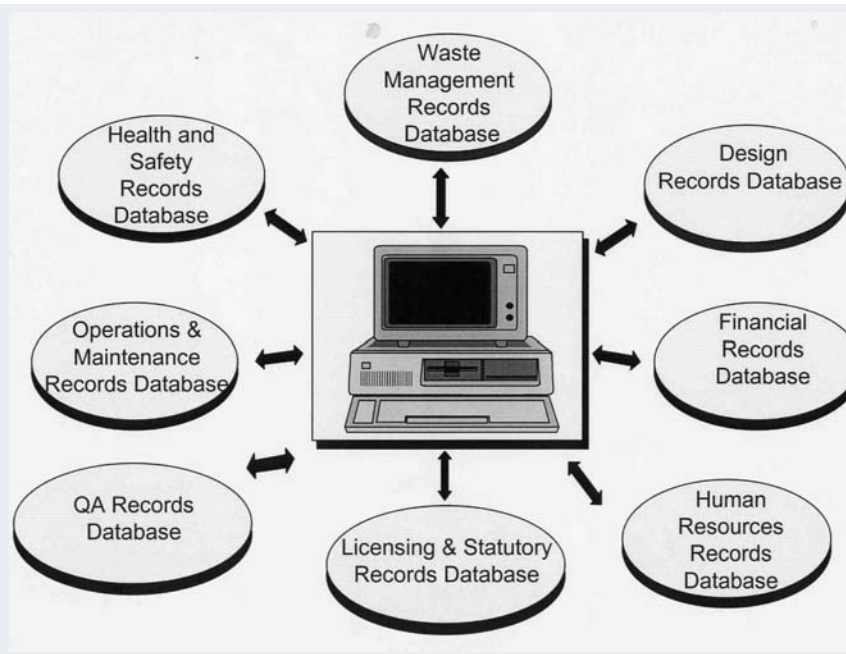 Waste
Management
Records
Database
Health and
Safety
Records
Database
Design
Records Database
Operations &
Maintenance
Records Database
Financial
Records
Database
QA Records
Database
Licensing & Statutory
Records Database
Human
Resources
Records
Database